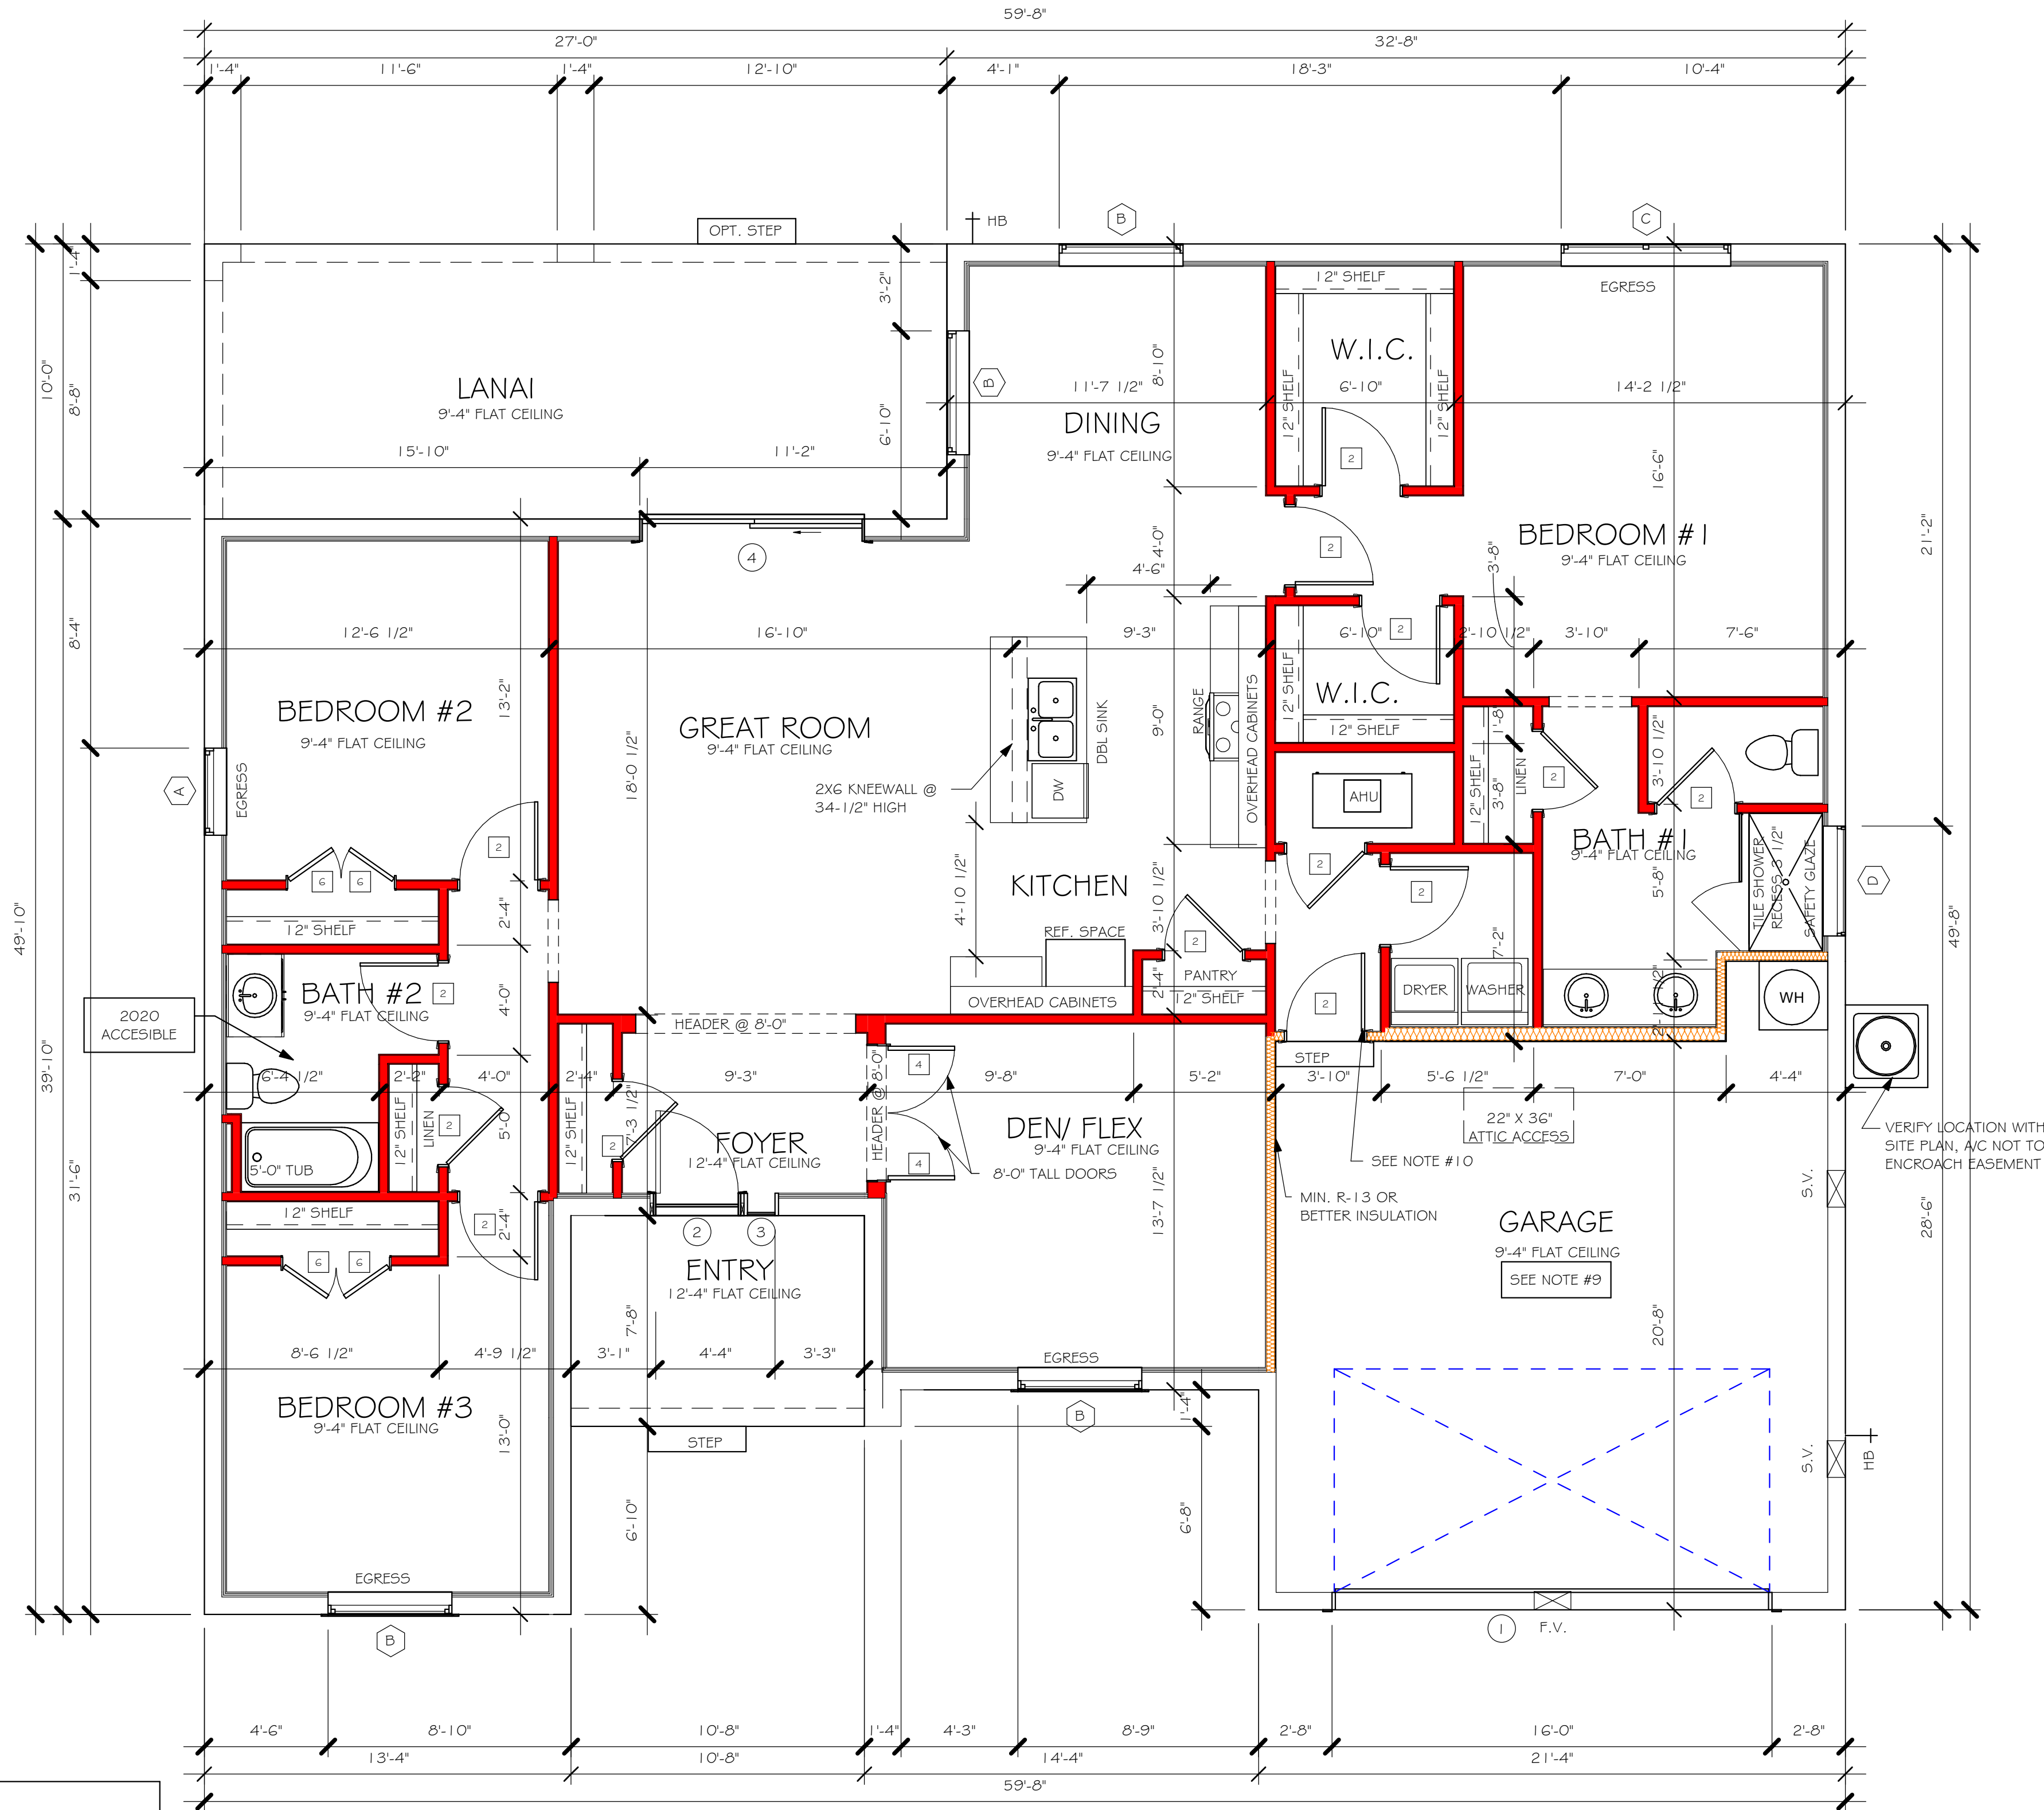 59'-8"
27'-0" 32'-8"
1'-4" 11'-6" 1'-4" 12'-10" 4'-1" 18'-3" 10'-4"
OPT. STEP
HB
B
C
1'-4"
10'-0"
8'-8"
3'-2"
6'-10"
LANAI
9'-4" FLAT CEILING
15'-10" 11'-2"
B
12" SHELF
W.I.C.
6'-10"
12" SHELF
12" SHELF
2
EGRESS
8'-10"
11'-7 1/2"
14'-2 1/2"
DINING
9'-4" FLAT CEILING
16'-6"
21'-2"
BEDROOM #1
9'-4" FLAT CEILING
4'-0"
2
4'-6"
3'-8"
4
8'-4"
12'-6 1/2" 16'-10" 9'-3" 6'-10" 2'-10 1/2" 3'-10" 7'-6"
2
13'-2"
BEDROOM #2
9'-4" FLAT CEILING
GREAT ROOM
9'-4" FLAT CEILING
18'-0 1/2"
DBL SINK
DW
2X6 KNEEWALL @
34-1/2" HIGH
9'-0"
RANGE
OVERHEAD CABINETS
12" SHELF
W.I.C.
12" SHELF
1'-8"
12" SHELF
3'-8"
LINEN
2
3'-10 1/2"
2
A
EGRESS
AHU
BATH #1
9'-4" FLAT CEILING
5'-8"
TILE SHOWER
RECESS 3 1/2"
SAFETY GLAZE
D
2
6 6
2
2
KITCHEN
4'-10 1/2"
3'-10 1/2"
49'-10"
49'-8"
2'-4"
12" SHELF
REF. SPACE
2
PANTRY
12" SHELF
2'-4"
OVERHEAD CABINETS
7'-2"
DRYER WASHER
2
2'-11 1/2"
WH
BATH #2
9'-4" FLAT CEILING
2
4'-0"
2020
ACCESIBLE
HEADER @ 8'-0"
STEP
39'-10"
6'-4 1/2" 2'-2" 4'-0" 2'-4" 9'-3" 9'-8" 5'-2" 3'-10" 5'-6 1/2" 7'-0" 4'-4"
HEADER @ 8'-0"
4
4
22" X 36"
ATTIC ACCESS
VERIFY LOCATION WITH
SITE PLAN, A/C NOT TO
ENCROACH EASEMENT
12" SHELF
LINEN
2
5'-0"
12" SHELF
2
7'-3 1/2"
FOYER
12'-4" FLAT CEILING
DEN/ FLEX
9'-4" FLAT CEILING
8'-0" TALL DOORS
SEE NOTE #10
5'-0" TUB
31'-6"
S.V.
MIN. R-13 OR
BETTER INSULATION
13'-7 1/2"
GARAGE
9'-4" FLAT CEILING
SEE NOTE #9
28'-6"
12" SHELF
2
2'-4"
6 6
2
3
ENTRY
12'-4" FLAT CEILING
7'-8"
20'-8"
8'-6 1/2" 4'-9 1/2" 3'-1" 4'-4" 3'-3"
EGRESS
B
1'-4"
BEDROOM #3
9'-4" FLAT CEILING
13'-0"
STEP
S.V.
HB
6'-10"
6'-8"
EGRESS
B
1
F.V.
4'-6" 8'-10" 10'-8" 1'-4" 4'-3" 8'-9" 2'-8" 16'-0" 2'-8"
13'-4" 10'-8" 14'-4" 21'-4"
59'-8"